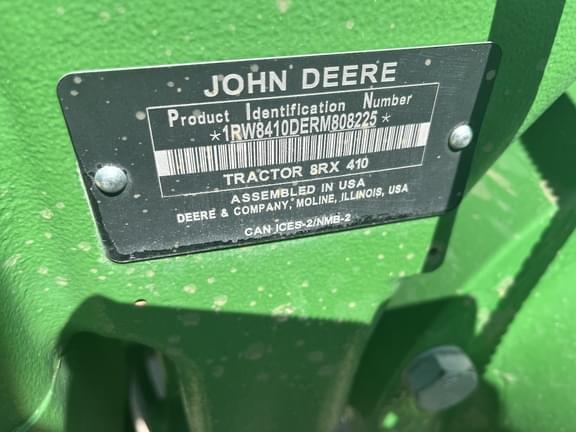 JOHN DEERE
Product Identification Number
*1RW8410DERM808225*
TRACTOR 8RX 410
ASSEMBLED IN USA
DEERE & COMPANY, MOLINE, ILLINOIS, USA
CAN ICES-2/NMB-2